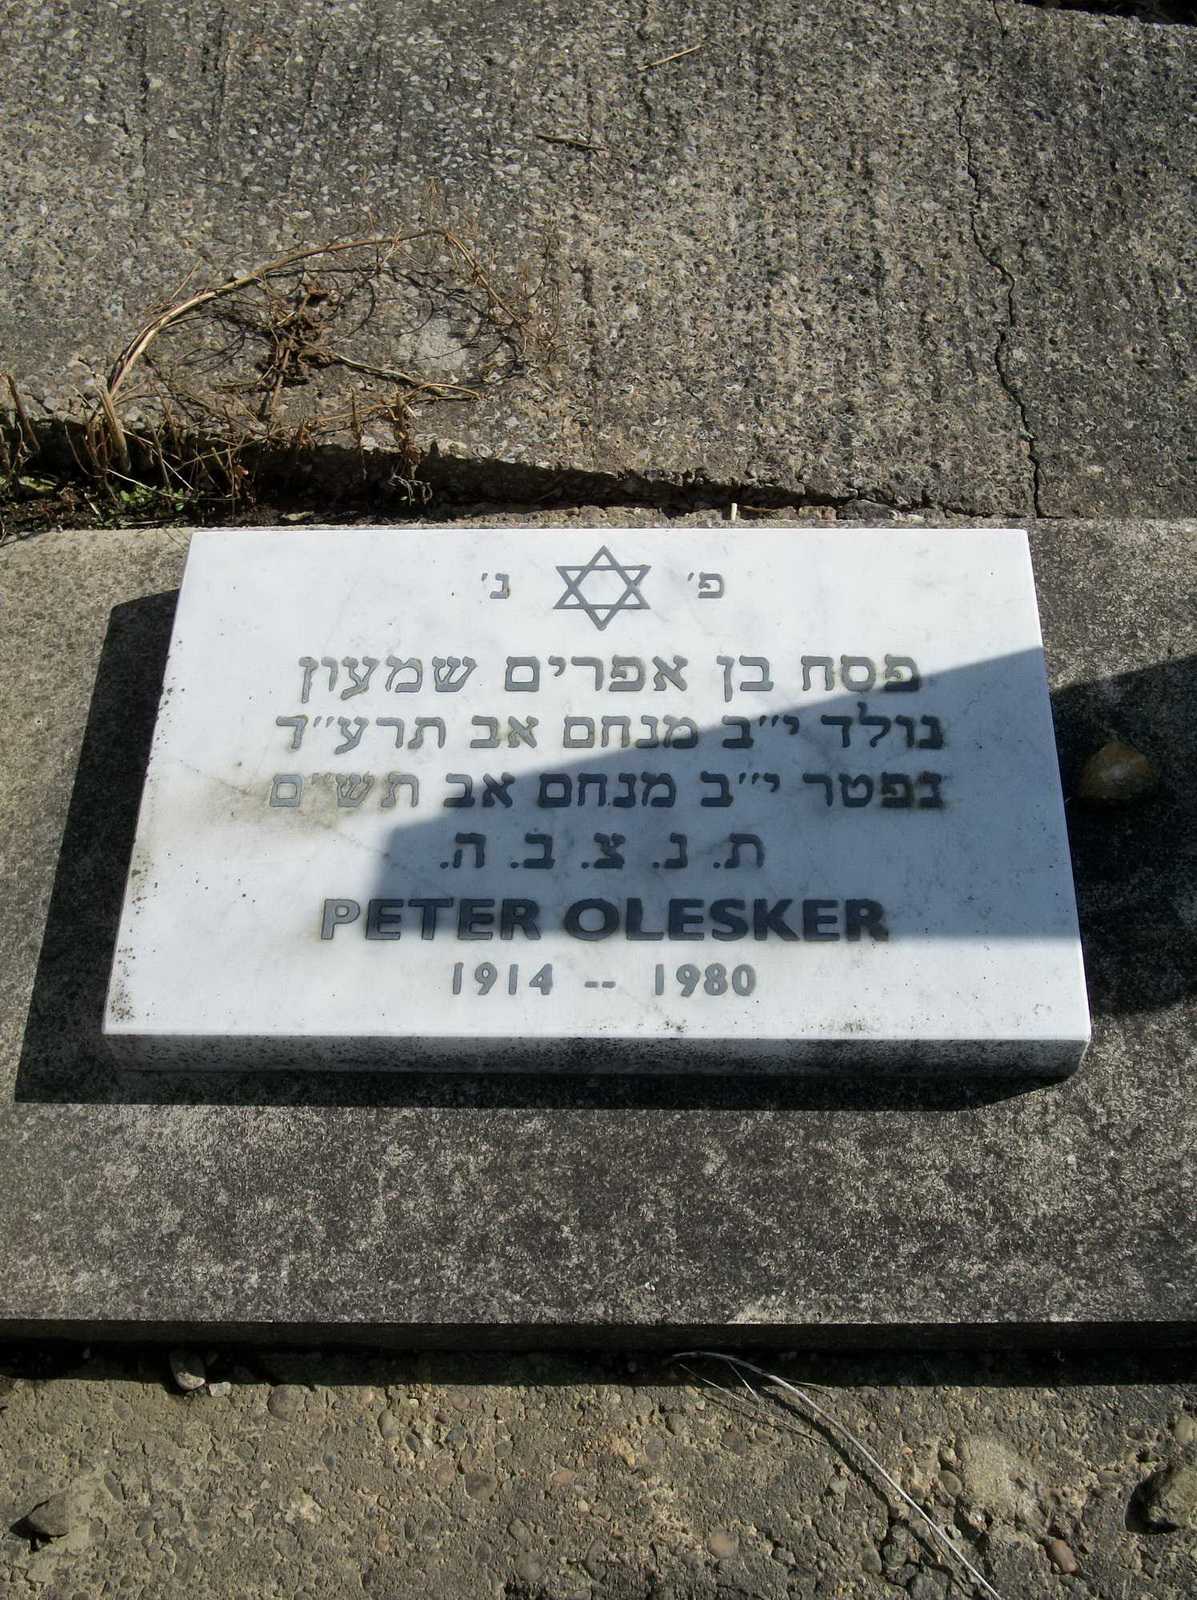 פ׳ נ׳
פסח בן אפרים שמעון
נולד י״ב מנחם אב תרע״ד
נפטר י״ב מנחם אב תש״ם
ת. נ. צ. ב. ה.
PETER OLESKER
1914 -- 1980